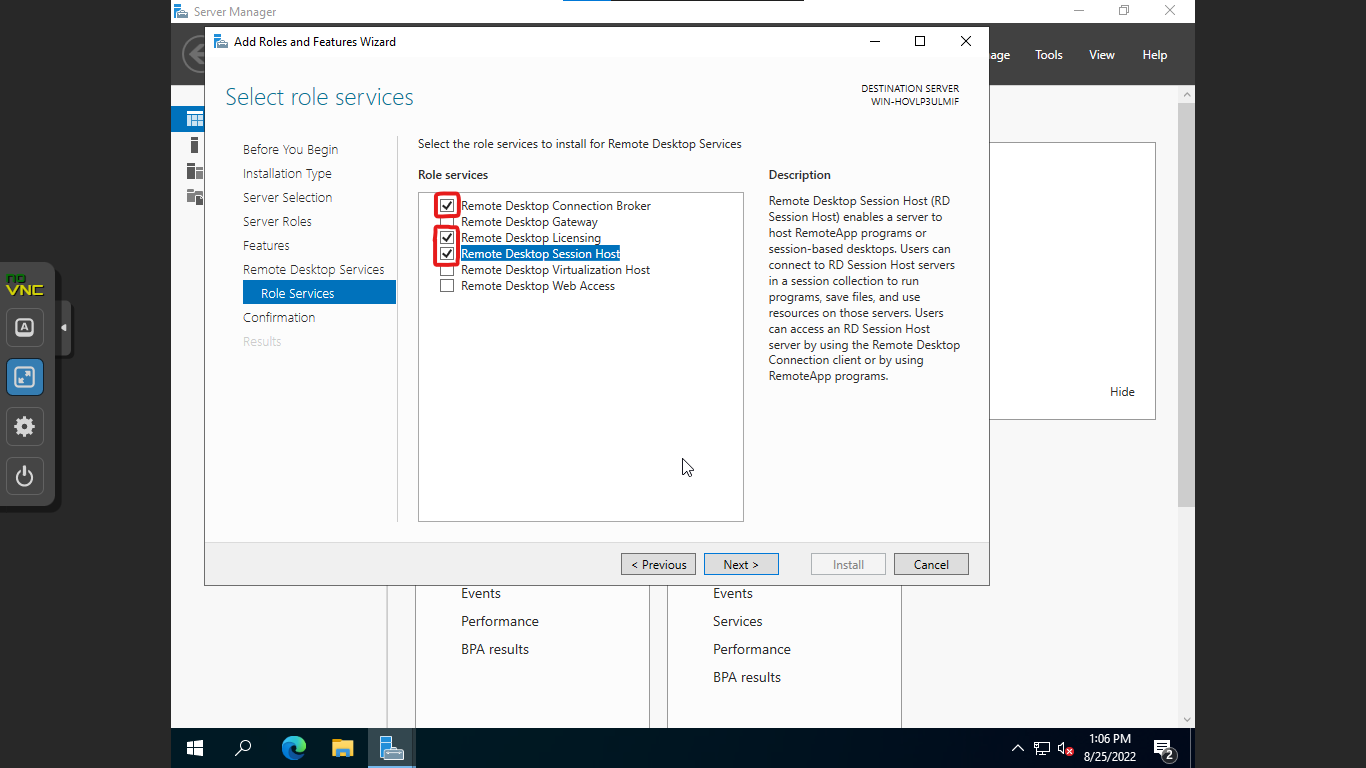 Server Manager
Add Roles and Features Wizard
age Tools View Help
Select role services
DESTINATION SERVER
WIN-HOVLP3ULMIF
Before You Begin
Installation Type
Server Selection
Server Roles
Features
Remote Desktop Services
Role Services
Confirmation
Results
Select the role services to install for Remote Desktop Services
Role services
Remote Desktop Connection Broker
Remote Desktop Gateway
Remote Desktop Licensing
Remote Desktop Session Host
Remote Desktop Virtualization Host
Remote Desktop Web Access
Description
Remote Desktop Session Host (RD
Session Host) enables a server to
host RemoteApp programs or
session-based desktops. Users can
connect to RD Session Host servers
in a session collection to run
programs, save files, and use
resources on those servers. Users
can access an RD Session Host
server by using the Remote Desktop
Connection client or by using
RemoteApp programs.
Hide
< Previous
Next >
Install
Cancel
Events
Performance
BPA results
Events
Services
Performance
BPA results
no
VNC
A
1:06 PM
8/25/2022
2